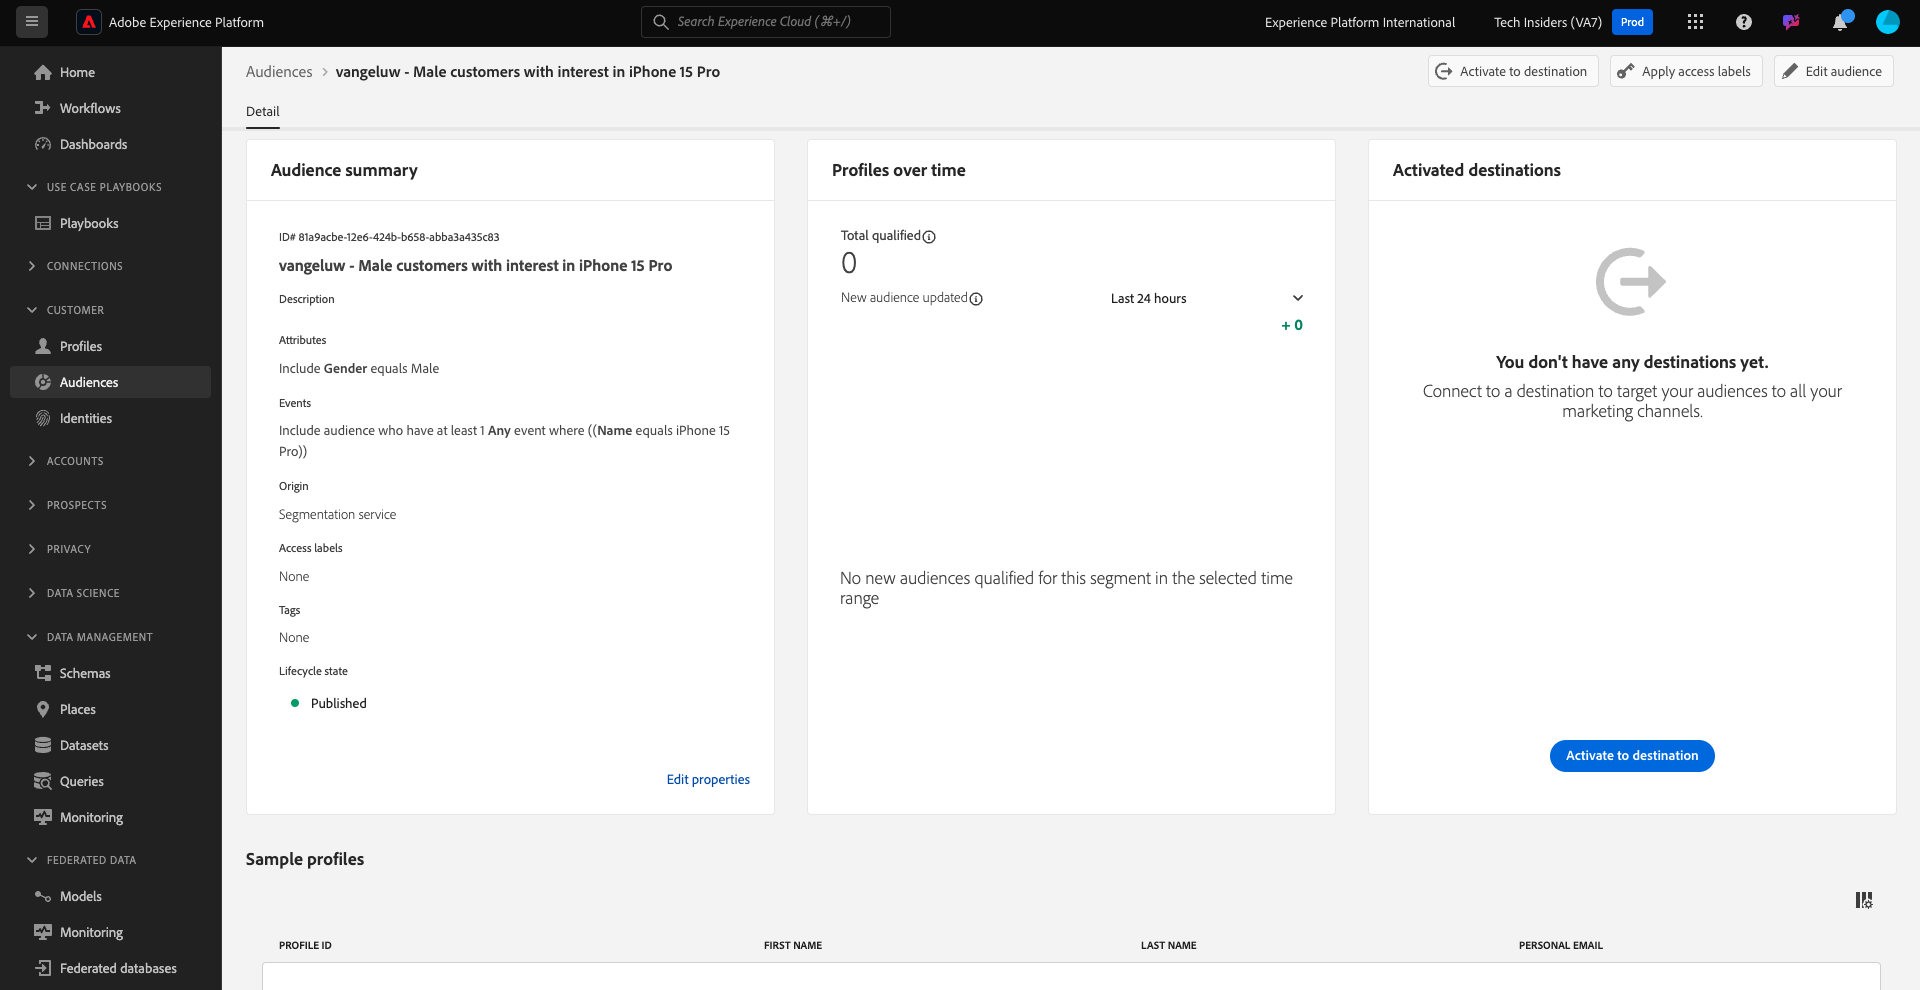 Adobe Experience Platform
Search Experience Cloud (⌘+/)
Experience Platform International
Tech Insiders (VA7)
Prod
Home
Workflows
Dashboards
USE CASE PLAYBOOKS
Playbooks
CONNECTIONS
CUSTOMER
Profiles
Audiences
Identities
ACCOUNTS
PROSPECTS
PRIVACY
DATA SCIENCE
DATA MANAGEMENT
Schemas
Places
Datasets
Queries
Monitoring
FEDERATED DATA
Models
Monitoring
Federated databases
Audiences > vangeluw - Male customers with interest in iPhone 15 Pro
Activate to destination
Apply access labels
Edit audience
Detail
Audience summary
ID# 81a9acbe-12e6-424b-b658-abba3a435c83
vangeluw - Male customers with interest in iPhone 15 Pro
Description
Attributes
Include Gender equals Male
Events
Include audience who have at least 1 Any event where ((Name equals iPhone 15
Pro))
Origin
Segmentation service
Access labels
None
Tags
None
Lifecycle state
Published
Edit properties
Profiles over time
Total qualified
0
New audience updated
Last 24 hours
+ 0
No new audiences qualified for this segment in the selected time
range
Activated destinations
You don't have any destinations yet.
Connect to a destination to target your audiences to all your
marketing channels.
Activate to destination
Sample profiles
PROFILE ID
FIRST NAME
LAST NAME
PERSONAL EMAIL